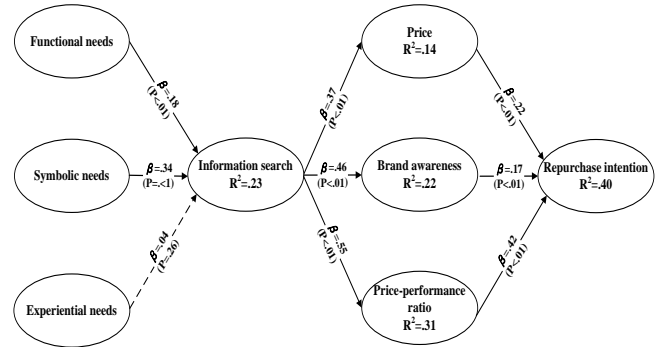 Functional needs
Price
R²=.14
β=.18
(P<.01)
β=.37
(P<.01)
β=.22
(P<.01)
Symbolic needs
β=.34
(P=.<1)
Information search
R²=.23
β=.46
(P<.01)
Brand awareness
R²=.22
β=.17
(P<.01)
Repurchase intention
R²=.40
β=.04
(P=.26)
β=.55
(P<.01)
β=.42
(P<.01)
Experiential needs
Price-performance
ratio
R²=.31